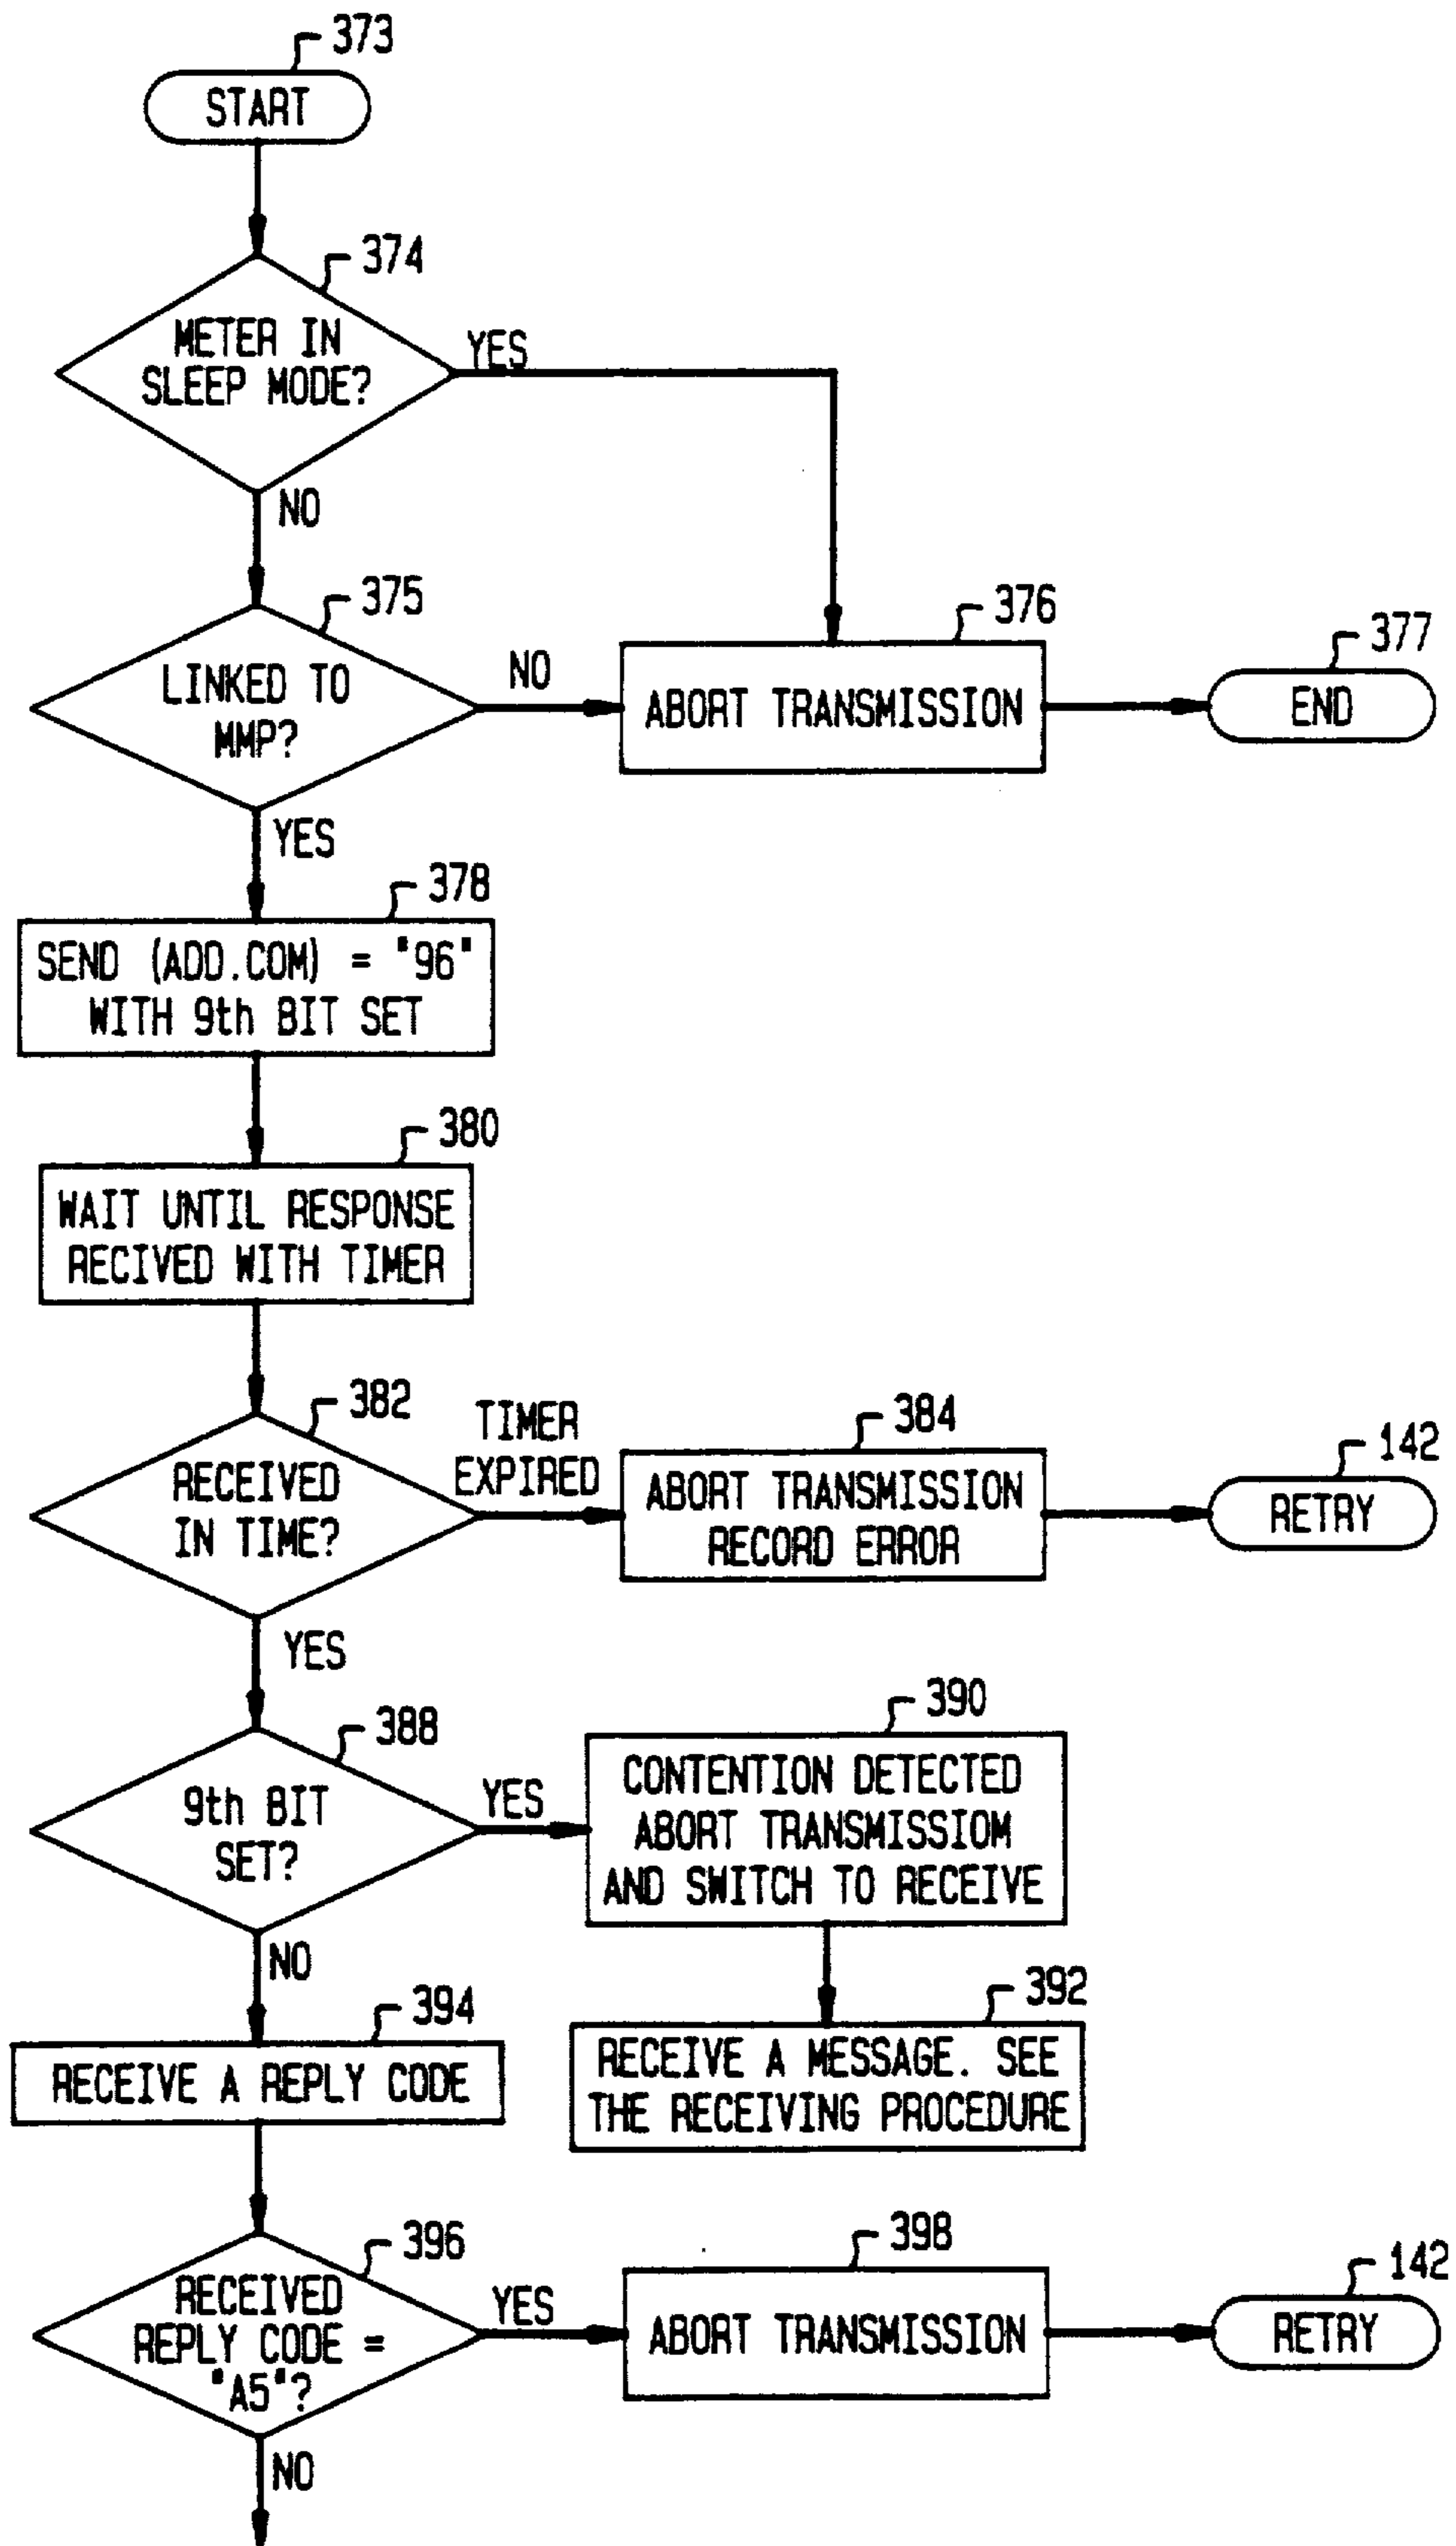 373
START
374
METER IN
SLEEP MODE?
YES
NO
375
LINKED TO
MMP?
NO
376
ABORT TRANSMISSION
377
END
YES
378
SEND (ADD.COM) = "96"
WITH 9th BIT SET
380
WAIT UNTIL RESPONSE
RECIVED WITH TIMER
382
RECEIVED
IN TIME?
TIMER
EXPIRED
384
ABORT TRANSMISSION
RECORD ERROR
142
RETRY
YES
388
9th BIT
SET?
YES
390
CONTENTION DETECTED
ABORT TRANSMISSIOM
AND SWITCH TO RECEIVE
NO
392
RECEIVE A MESSAGE. SEE
THE RECEIVING PROCEDURE
394
RECEIVE A REPLY CODE
396
RECEIVED
REPLY CODE =
"A5"?
YES
398
ABORT TRANSMISSION
142
RETRY
NO